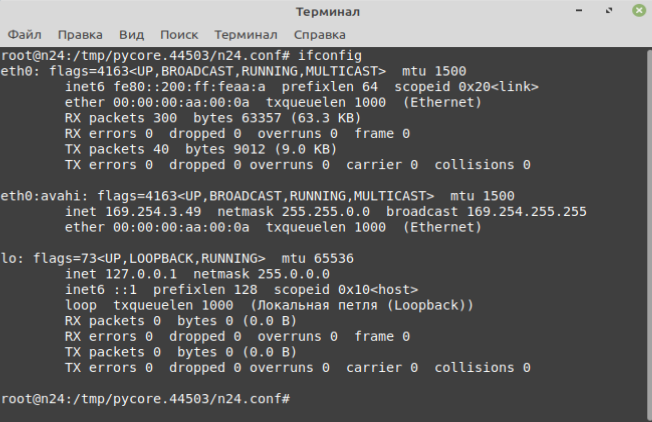 Терминал
Файл Правка Вид Поиск Терминал Справка
root@n24:/tmp/pycore.44503/n24.conf# ifconfig
eth0: flags=4163<UP,BROADCAST,RUNNING,MULTICAST>  mtu 1500
        inet6 fe80::200:ff:feaa:a  prefixlen 64  scopeid 0x20<link>
        ether 00:00:00:aa:00:0a  txqueuelen 1000  (Ethernet)
        RX packets 300  bytes 63357 (63.3 KB)
        RX errors 0  dropped 0  overruns 0  frame 0
        TX packets 40  bytes 9012 (9.0 KB)
        TX errors 0  dropped 0 overruns 0  carrier 0  collisions 0

eth0:avahi: flags=4163<UP,BROADCAST,RUNNING,MULTICAST>  mtu 1500
        inet 169.254.3.49  netmask 255.255.0.0  broadcast 169.254.255.255
        ether 00:00:00:aa:00:0a  txqueuelen 1000  (Ethernet)

lo: flags=73<UP,LOOPBACK,RUNNING>  mtu 65536
        inet 127.0.0.1  netmask 255.0.0.0
        inet6 ::1  prefixlen 128  scopeid 0x10<host>
        loop  txqueuelen 1000  (Локальная петля (Loopback))
        RX packets 0  bytes 0 (0.0 B)
        RX errors 0  dropped 0  overruns 0  frame 0
        TX packets 0  bytes 0 (0.0 B)
        TX errors 0  dropped 0 overruns 0  carrier 0  collisions 0

root@n24:/tmp/pycore.44503/n24.conf#